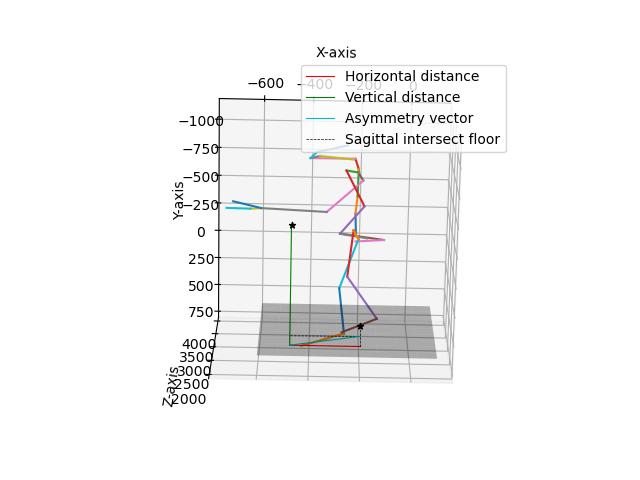 X-axis
−600
−400
−200
0
Horizontal distance
Vertical distance
Asymmetry vector
Sagittal intersect floor
Y-axis
−1000
−750
−500
−250
0
250
500
750
Z-axis
4000
3500
3000
2500
2000